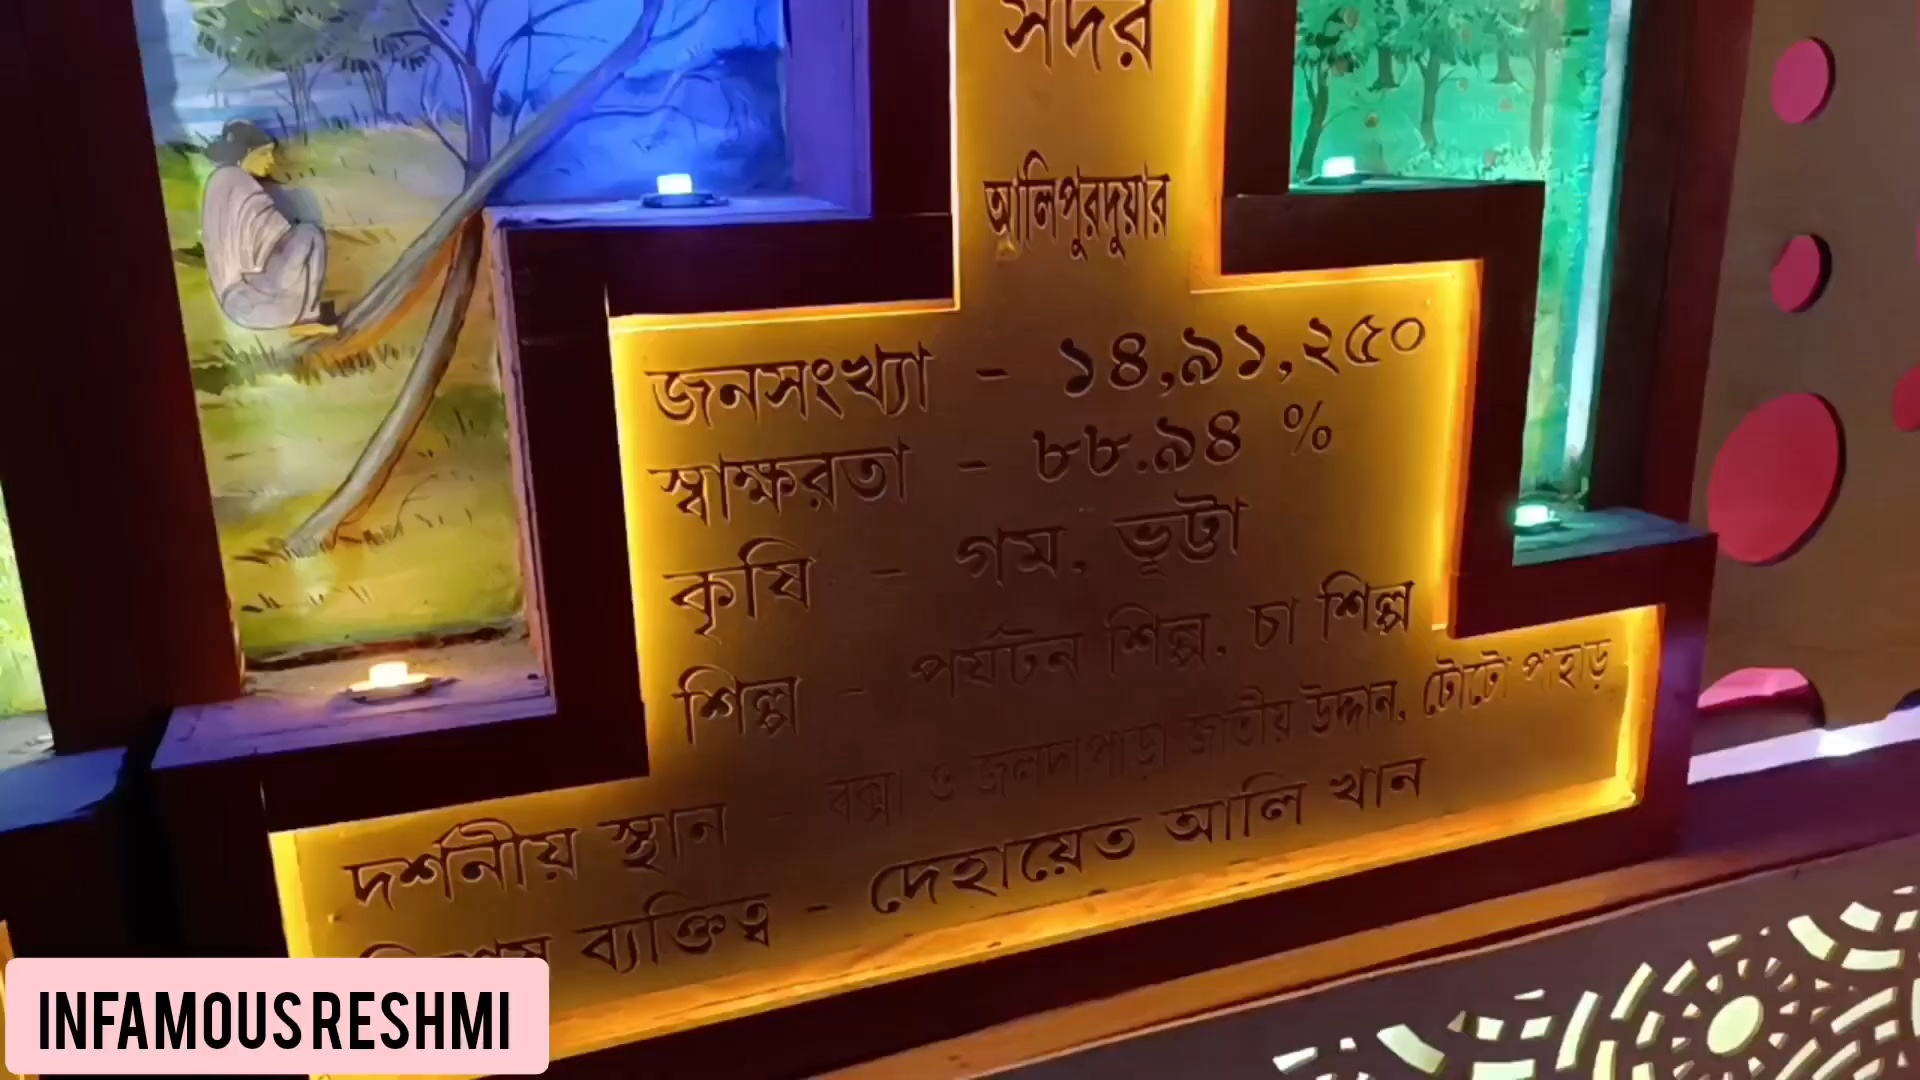 সদর
আলিপুরদুয়ার
জনসংখ্যা - ১৪,৯১,২৫০
স্বাক্ষরতা - ৮৮.৯৪ %
কৃষি - গম, ভূট্টা
শিল্প - পর্যটন শিল্প, চা শিল্প
দর্শনীয় স্থান - বক্সা ও জলদাপাড়া জাতীয় উদ্দান, টোটো পাহাড়
ব্যক্তিত্ব - দেহায়েত আলি খান
INFAMOUS RESHMI